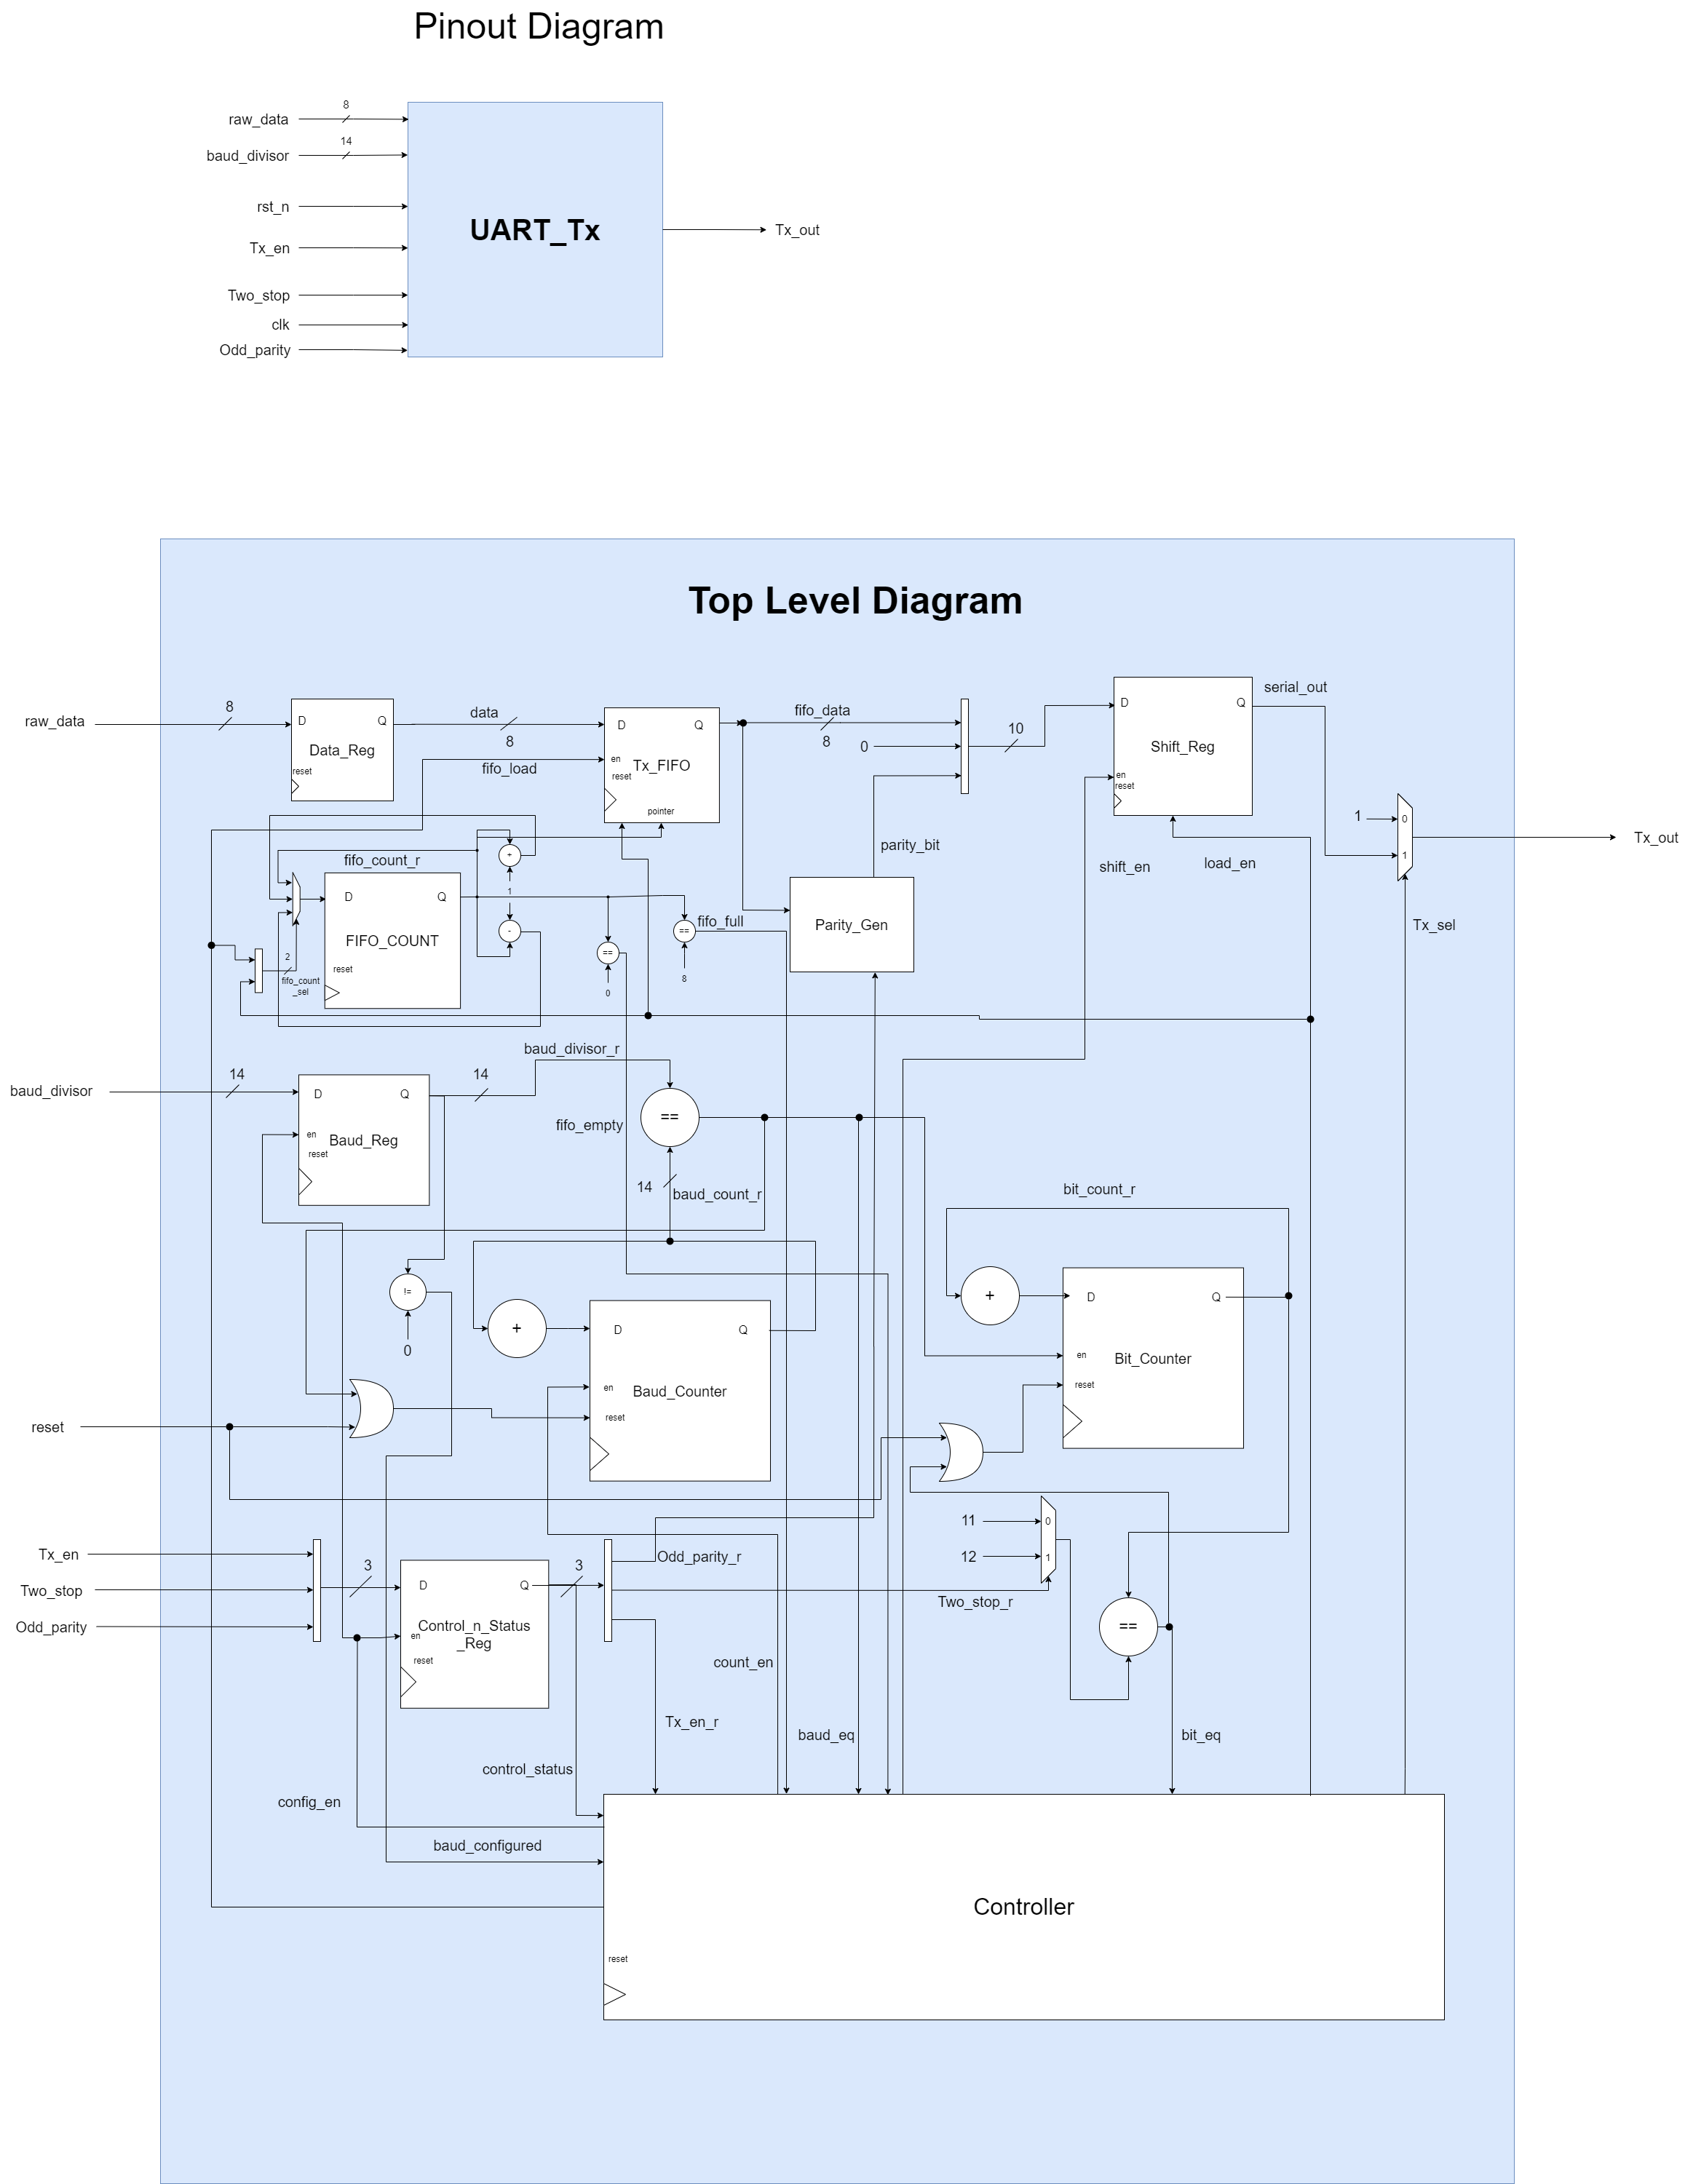 Pinout Diagram
8
raw_data
14
baud_divisor
rst_n
UART_Tx
Tx_out
Tx_en
Two_stop
clk
Odd_parity
Top Level Diagram
raw_data
8
D
Q
Data_Reg
reset
data
8
fifo_load
D
Q
en
Tx_FIFO
reset
pointer
fifo_data
8
0
10
D
Q
Shift_Reg
en
reset
serial_out
1
0
1
Tx_out
parity_bit
shift_en
load_en
Tx_sel
fifo_count_r
+
1
-
D
Q
FIFO_COUNT
reset
2
fifo_count
_sel
==
0
==
8
fifo_full
Parity_Gen
baud_divisor
14
D
Q
en
Baud_Reg
reset
14
baud_divisor_r
==
fifo_empty
14
baud_count_r
bit_count_r
!=
0
+
D
Q
en
Baud_Counter
reset
+
D
Q
en
Bit_Counter
reset
reset
11
0
12
1
Tx_en
Two_stop
Odd_parity
3
D
Q
Control_n_Status
_Reg
en
reset
3
Odd_parity_r
Two_stop_r
==
count_en
Tx_en_r
baud_eq
bit_eq
control_status
config_en
baud_configured
Controller
reset